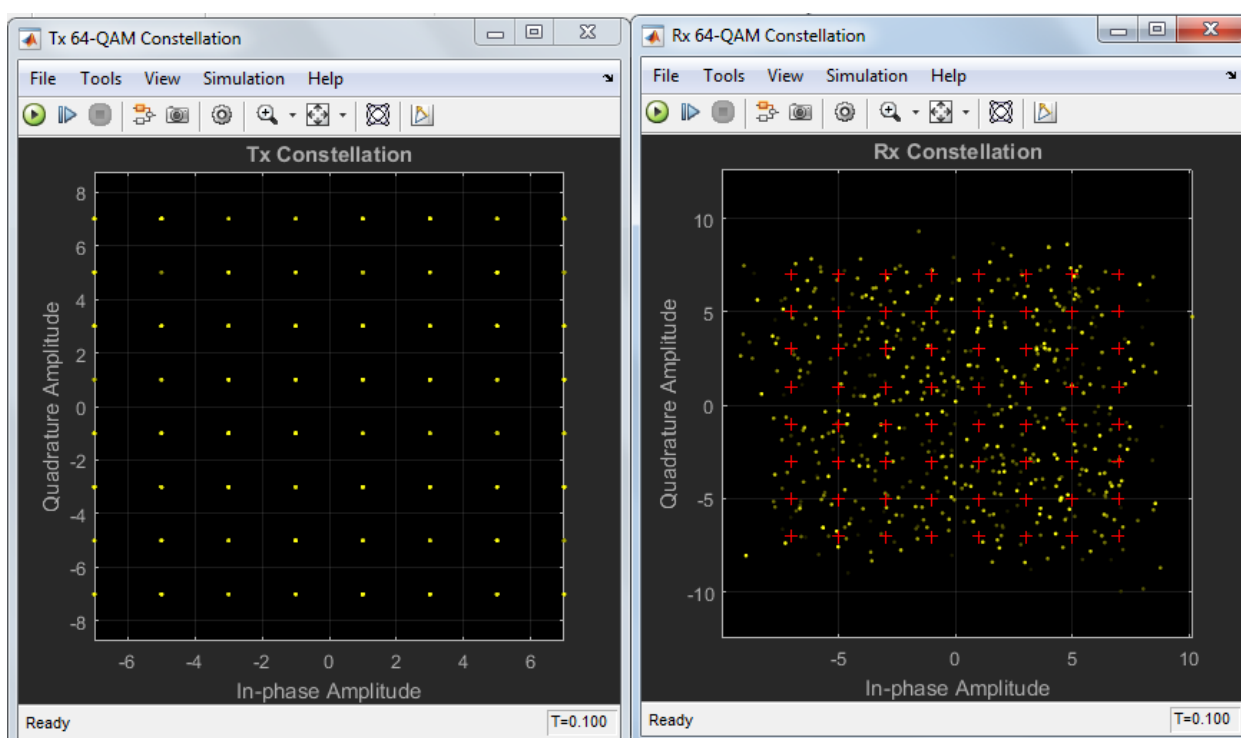 Tx 64-QAM Constellation
File Tools View Simulation Help
Tx Constellation
8
6
4
2
0
-2
-4
-6
-8
Quadrature Amplitude
-6 -4 -2 0 2 4 6
In-phase Amplitude
Ready T=0.100
Rx 64-QAM Constellation
File Tools View Simulation Help
Rx Constellation
10
5
0
-5
-10
Quadrature Amplitude
-5 0 5 10
In-phase Amplitude
Ready T=0.100